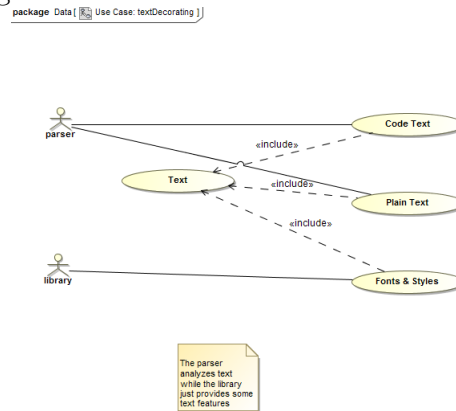 package Data [ Use Case: textDecorating ]
Code Text
parser
«include»
Text
«include»
Plain Text
«include»
library
Fonts & Styles
The parser
analyzes text
while the library
just provides some
text features